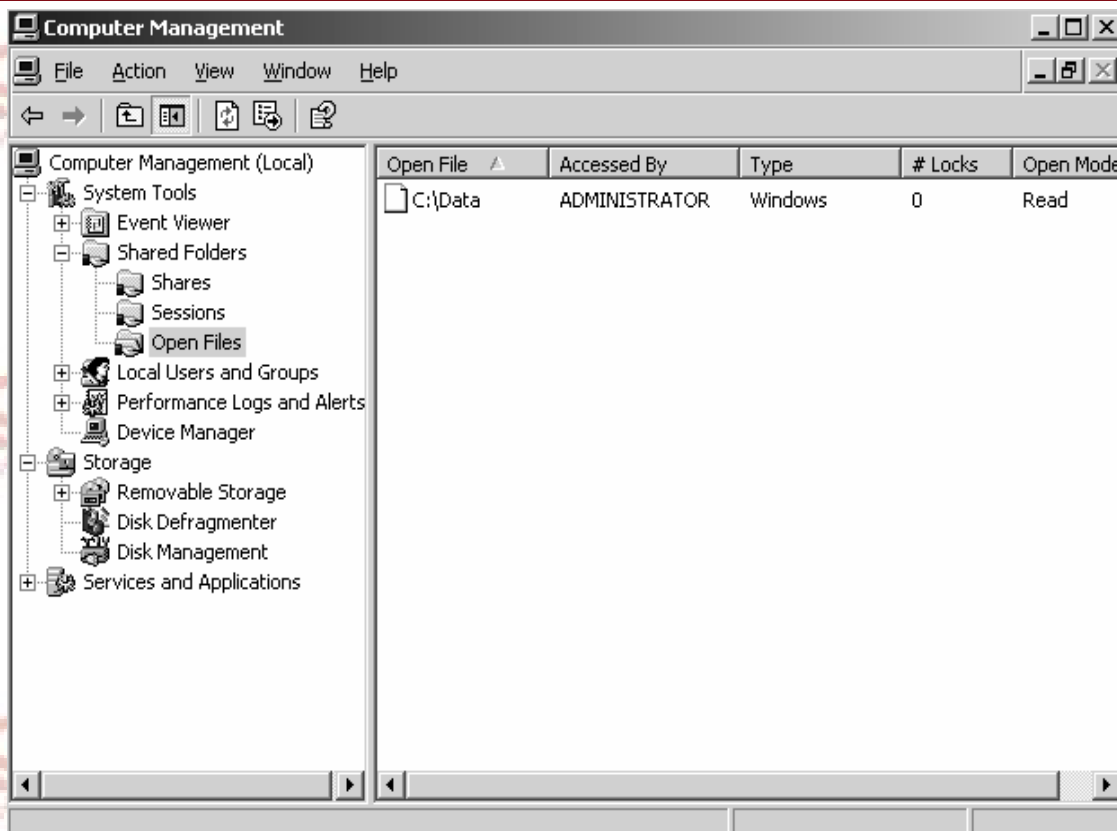 Computer Management
File Action View Window Help
Computer Management (Local)
System Tools
Event Viewer
Shared Folders
Shares
Sessions
Open Files
Local Users and Groups
Performance Logs and Alerts
Device Manager
Storage
Removable Storage
Disk Defragmenter
Disk Management
Services and Applications
Open File Accessed By Type # Locks Open Mode
C:\Data ADMINISTRATOR Windows 0 Read